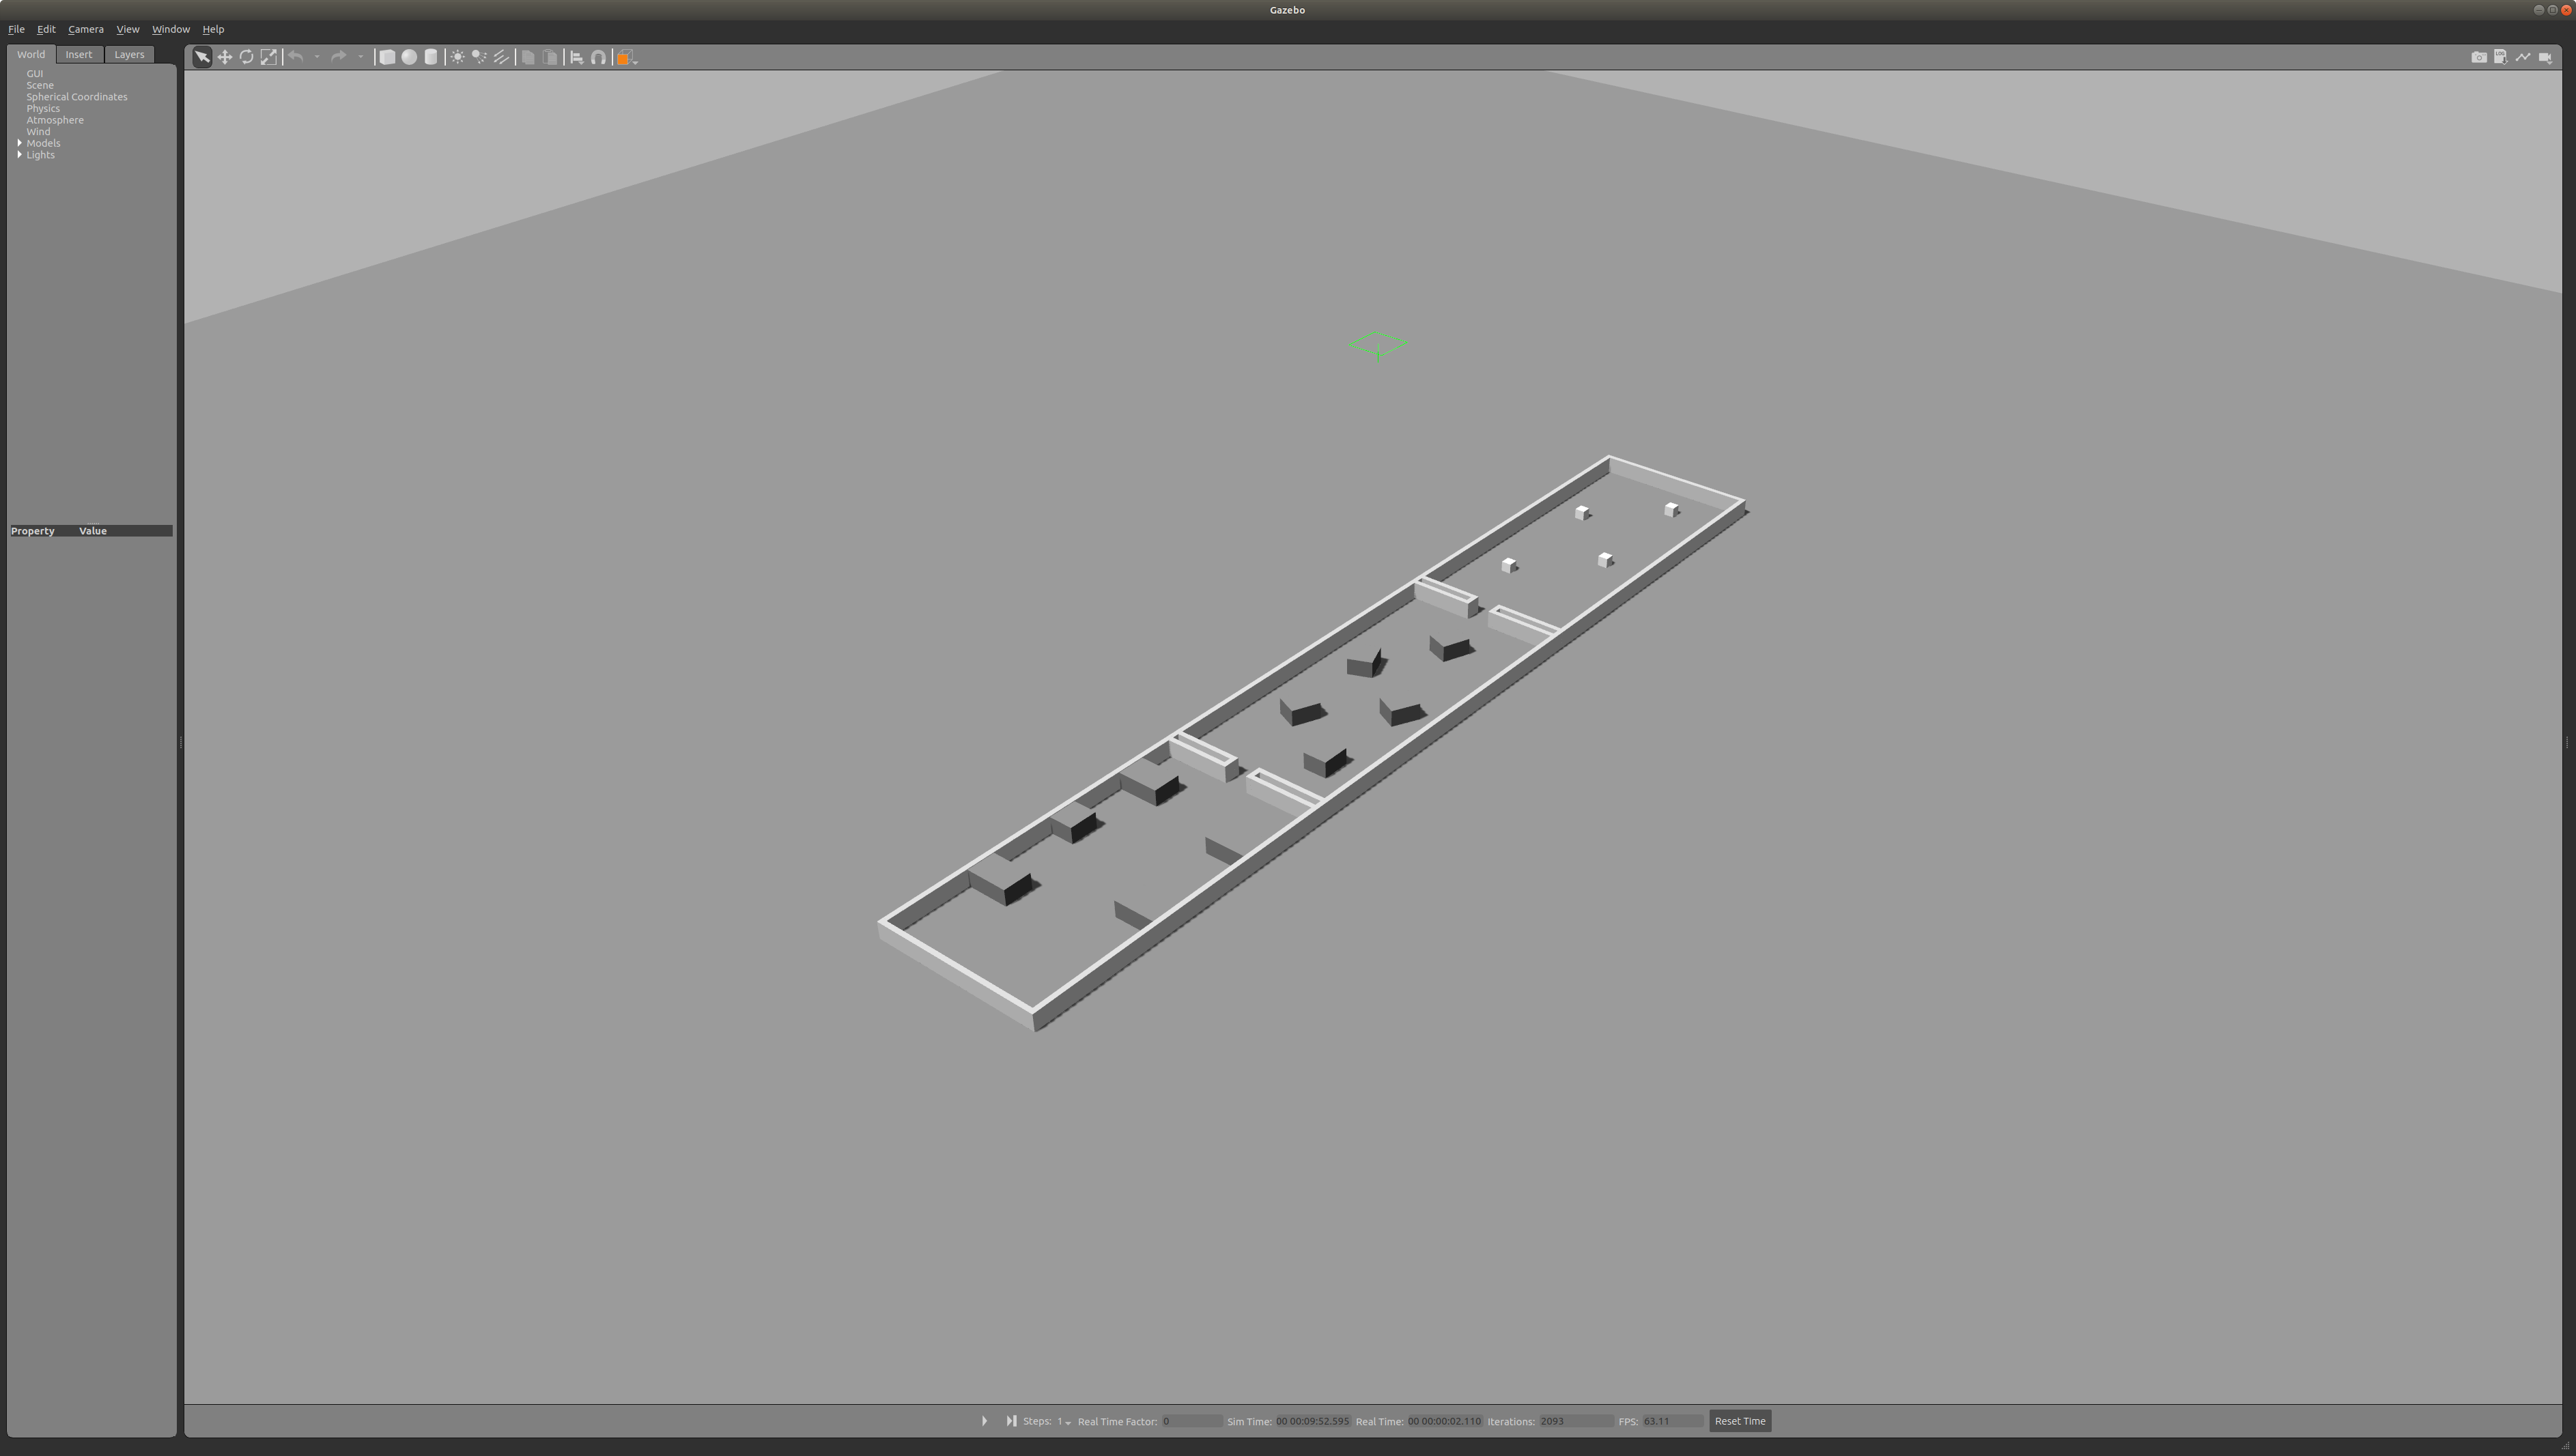 Gazebo
File Edit Camera View Window Help
World Insert Layers
GUI
Scene
Spherical Coordinates
Physics
Atmosphere
Wind
Models
Lights
Property Value
Steps: 1 Real Time Factor: 0 Sim Time: 00 00:09:52.595 Real Time: 00 00:00:02.110 Iterations: 2093 FPS: 63.11 Reset Time